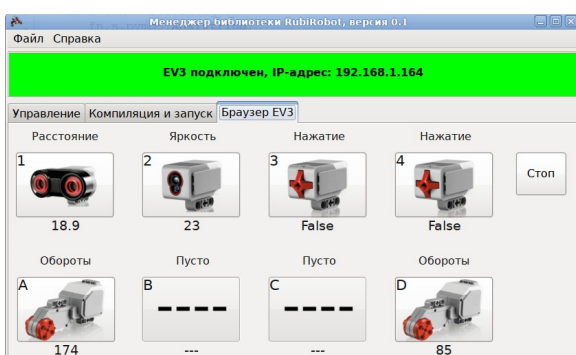 Менеджер библиотеки RubiRobot, версия 0.1
Файл Справка
EV3 подключен, IP-адрес: 192.168.1.164
Управление Компиляция и запуск Браузер EV3
Расстояние Яркость Нажатие Нажатие
1 2 3 4 Стоп
18.9 23 False False
Обороты Пусто Пусто Обороты
A B C D
---- ----
174 --- --- 85